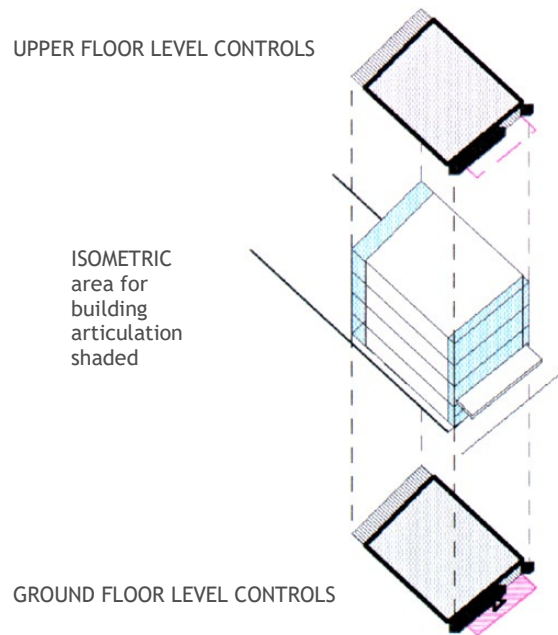 UPPER FLOOR LEVEL CONTROLS
ISOMETRIC
area for
building
articulation
shaded
GROUND FLOOR LEVEL CONTROLS